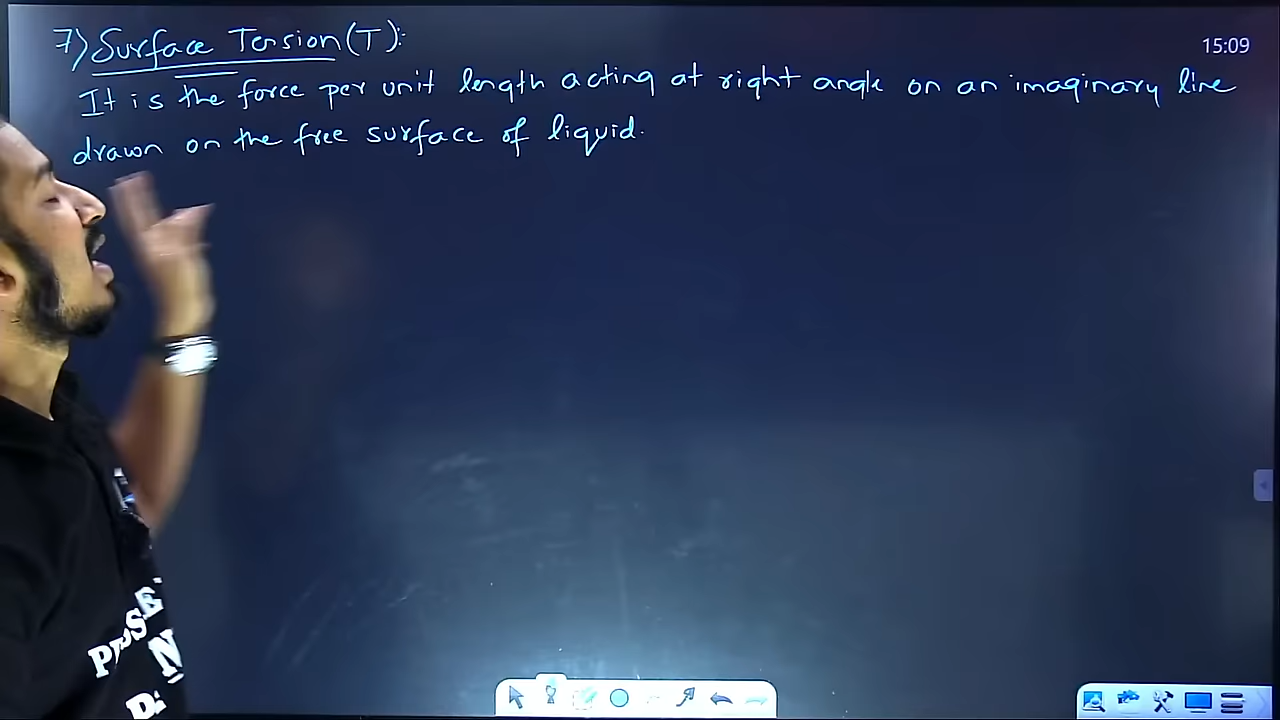 7) Surface Tension (T):
15:09
It is the force per unit length acting at right angle on an imaginary line
drawn on the free surface of liquid.